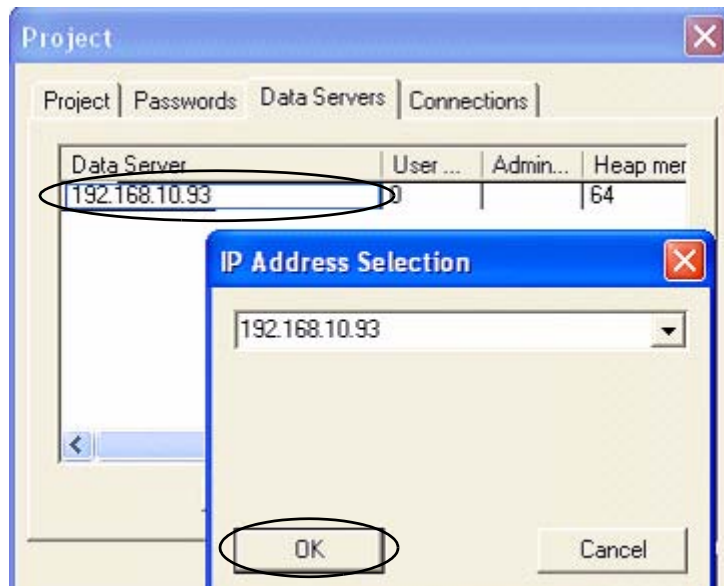 Project
Project Passwords Data Servers Connections
Data Server User ... Admin... Heap mer
192.168.10.93 0 64
IP Address Selection
192.168.10.93
OK Cancel